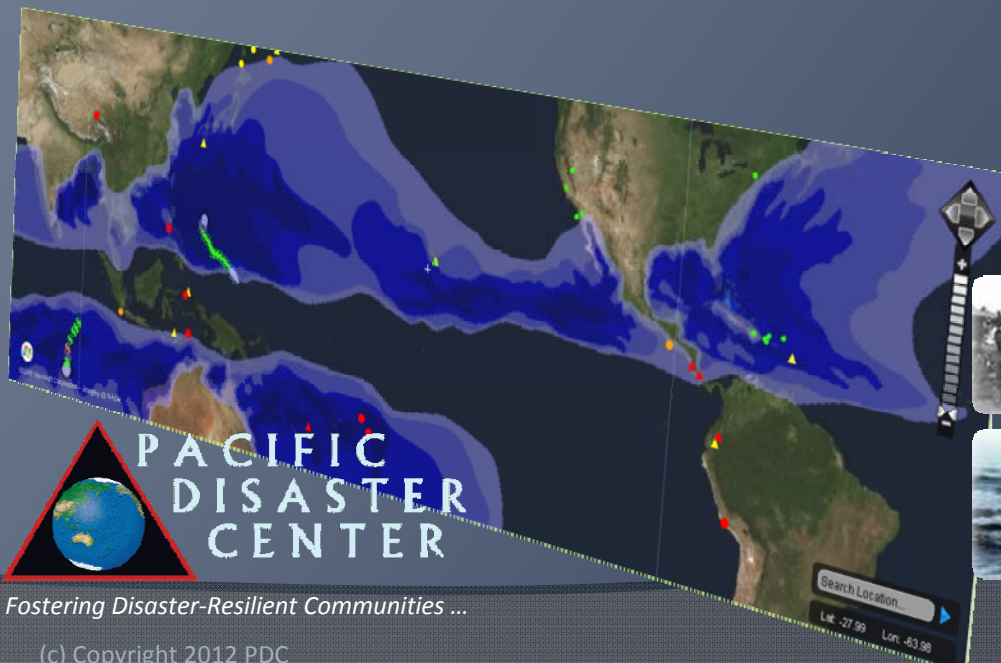 PACIFIC
DISASTER
CENTER
Search Location...
Lat: -27.99 Lon: -63.98
Fostering Disaster-Resilient Communities ...
(c) Copyright 2012 PDC